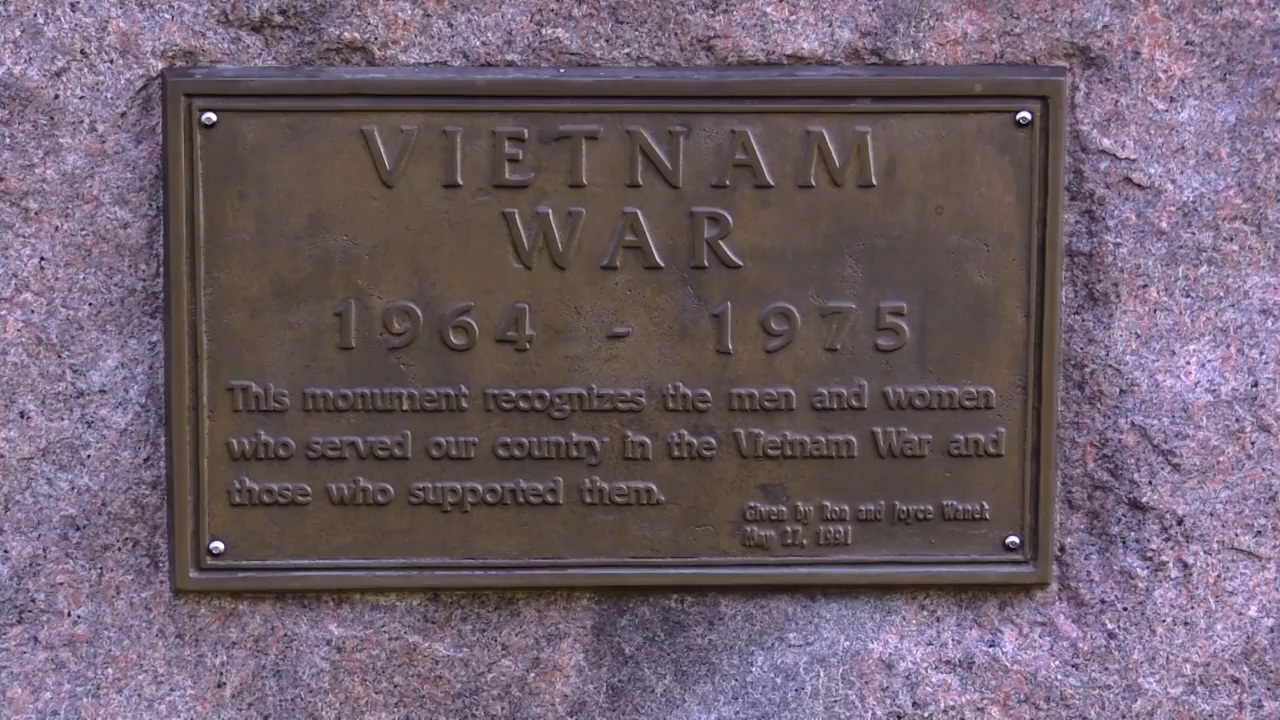 VIETNAM
WAR
1964 - 1975
This monument recognizes the men and women
who served our country in the Vietnam War and
those who supported them.
Given by Ron and Joyce Wanek
May 27, 1991